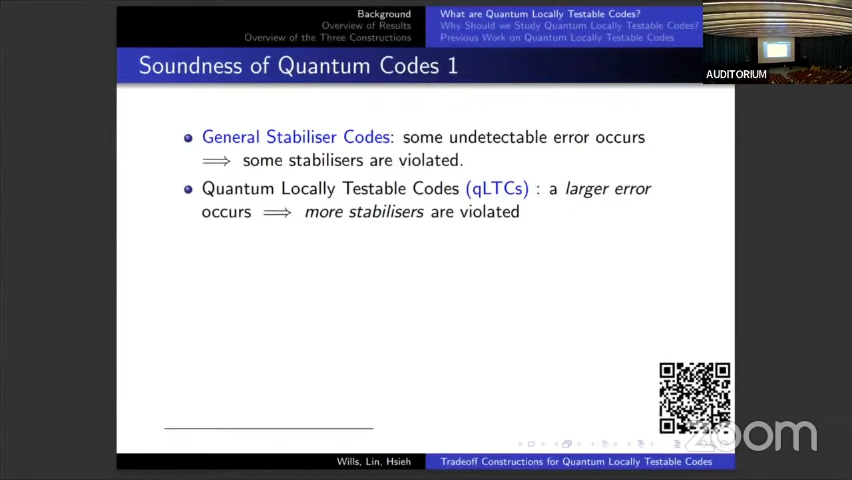 Background
Overview of Results
Overview of the Three Constructions
What are Quantum Locally Testable Codes?
Why Should we Study Quantum Locally Testable Codes?
Previous Work on Quantum Locally Testable Codes
AUDITORIUM
Soundness of Quantum Codes 1
General Stabiliser Codes: some undetectable error occurs
⟹ some stabilisers are violated.
Quantum Locally Testable Codes (qLTCs) : a larger error
occurs ⟹ more stabilisers are violated
zoom
Wills, Lin, Hsieh
Tradeoff Constructions for Quantum Locally Testable Codes